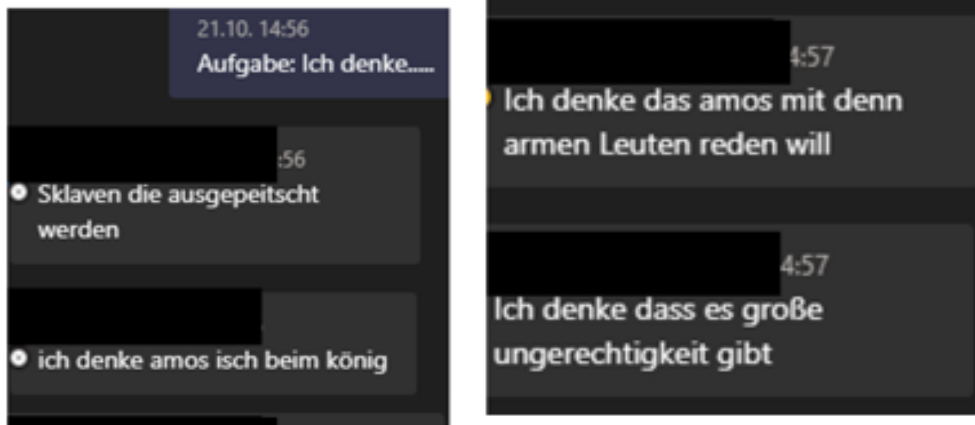 21.10. 14:56
Aufgabe: Ich denke.....
:56
Sklaven die ausgepeitscht
werden
ich denke amos isch beim könig
4:57
Ich denke das amos mit denn
armen Leuten reden will
4:57
Ich denke dass es große
ungerechtigkeit gibt